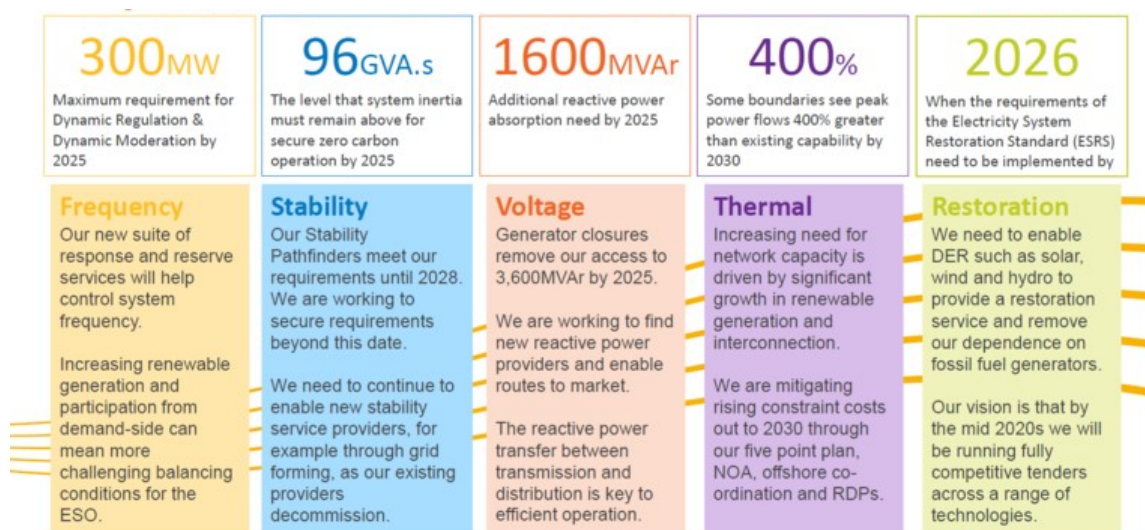 300MW
Maximum requirement for
Dynamic Regulation &
Dynamic Moderation by
2025
96GVA.s
The level that system inertia
must remain above for
secure zero carbon
operation by 2025
1600MVAr
Additional reactive power
absorption need by 2025
400%
Some boundaries see peak
power flows 400% greater
than existing capability by
2030
2026
When the requirements of
the Electricity System
Restoration Standard (ESRS)
need to be implemented by
Frequency
Our new suite of
response and reserve
services will help
control system
frequency.
Increasing renewable
generation and
participation from
demand-side can
mean more
challenging balancing
conditions for the
ESO.
Stability
Our Stability
Pathfinders meet our
requirements until 2028.
We are working to
secure requirements
beyond this date.
We need to continue to
enable new stability
service providers, for
example through grid
forming, as our existing
providers
decommission.
Voltage
Generator closures
remove our access to
3,600MVAr by 2025.
We are working to find
new reactive power
providers and enable
routes to market.
The reactive power
transfer between
transmission and
distribution is key to
efficient operation.
Thermal
Increasing need for
network capacity is
driven by significant
growth in renewable
generation and
interconnection.
We are mitigating
rising constraint costs
out to 2030 through
our five point plan,
NOA, offshore co-
ordination and RDPs.
Restoration
We need to enable
DER such as solar,
wind and hydro to
provide a restoration
service and remove
our dependence on
fossil fuel generators.
Our vision is that by
the mid 2020s we will
be running fully
competitive tenders
across a range of
technologies.